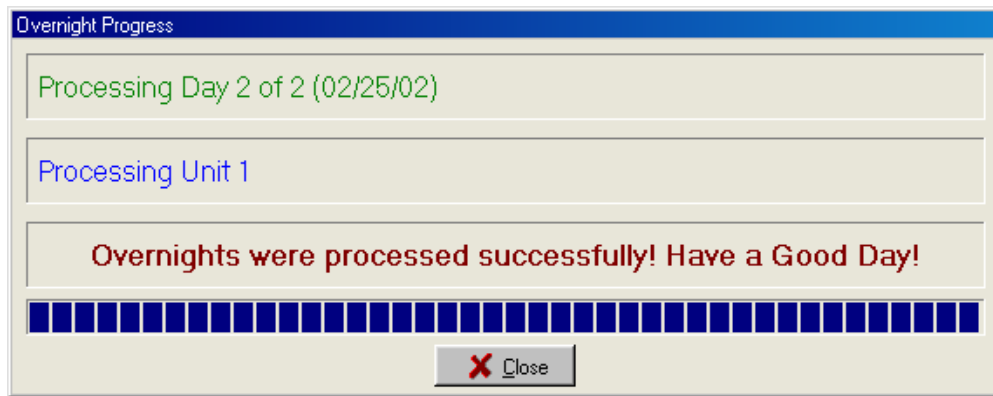 Overnight Progress
Processing Day 2 of 2 (02/25/02)
Processing Unit 1
Overnights were processed successfully! Have a Good Day!
Close